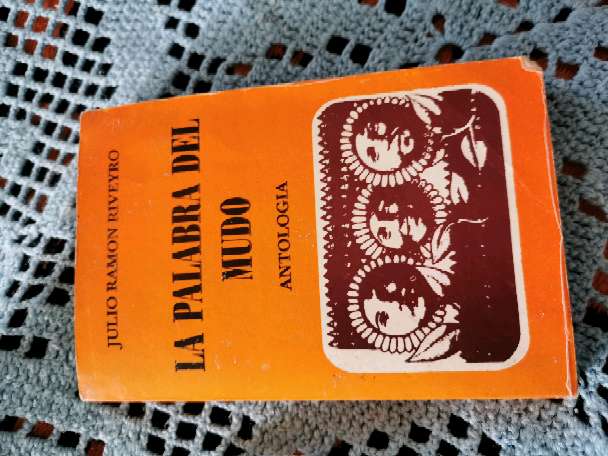 JULIO RAMON RIVEYRO
LA PALABRA DEL
MUDO
ANTOLOGIA